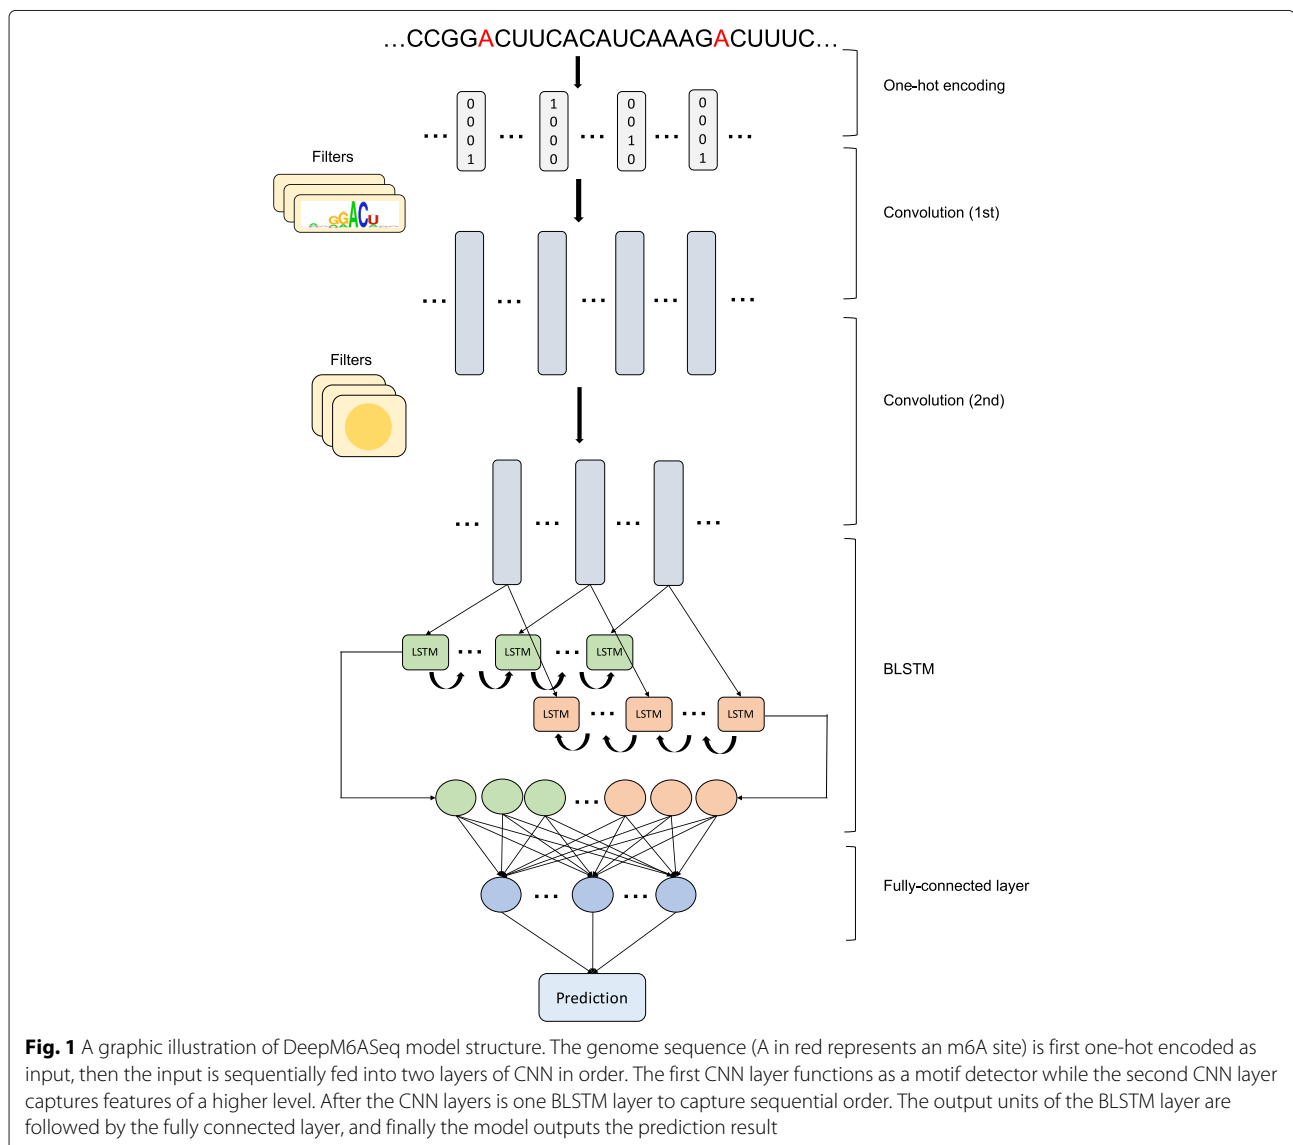 ...CCGGACUUCACAUCAAAGACUUUC...
One-hot encoding
0 1 0 0
0 0 0 0
0 0 1 0
1 0 0 1
... ... ... ... ...
Filters
GGACU
Convolution (1st)
... ... ... ... ...
Filters
Convolution (2nd)
... ... ... ...
LSTM ... LSTM ... LSTM
BLSTM
LSTM ... LSTM ... LSTM
...
Fully-connected layer
... ...
Prediction
Fig. 1 A graphic illustration of DeepM6ASeq model structure. The genome sequence (A in red represents an m6A site) is first one-hot encoded as
input, then the input is sequentially fed into two layers of CNN in order. The first CNN layer functions as a motif detector while the second CNN layer
captures features of a higher level. After the CNN layers is one BLSTM layer to capture sequential order. The output units of the BLSTM layer are
followed by the fully connected layer, and finally the model outputs the prediction result